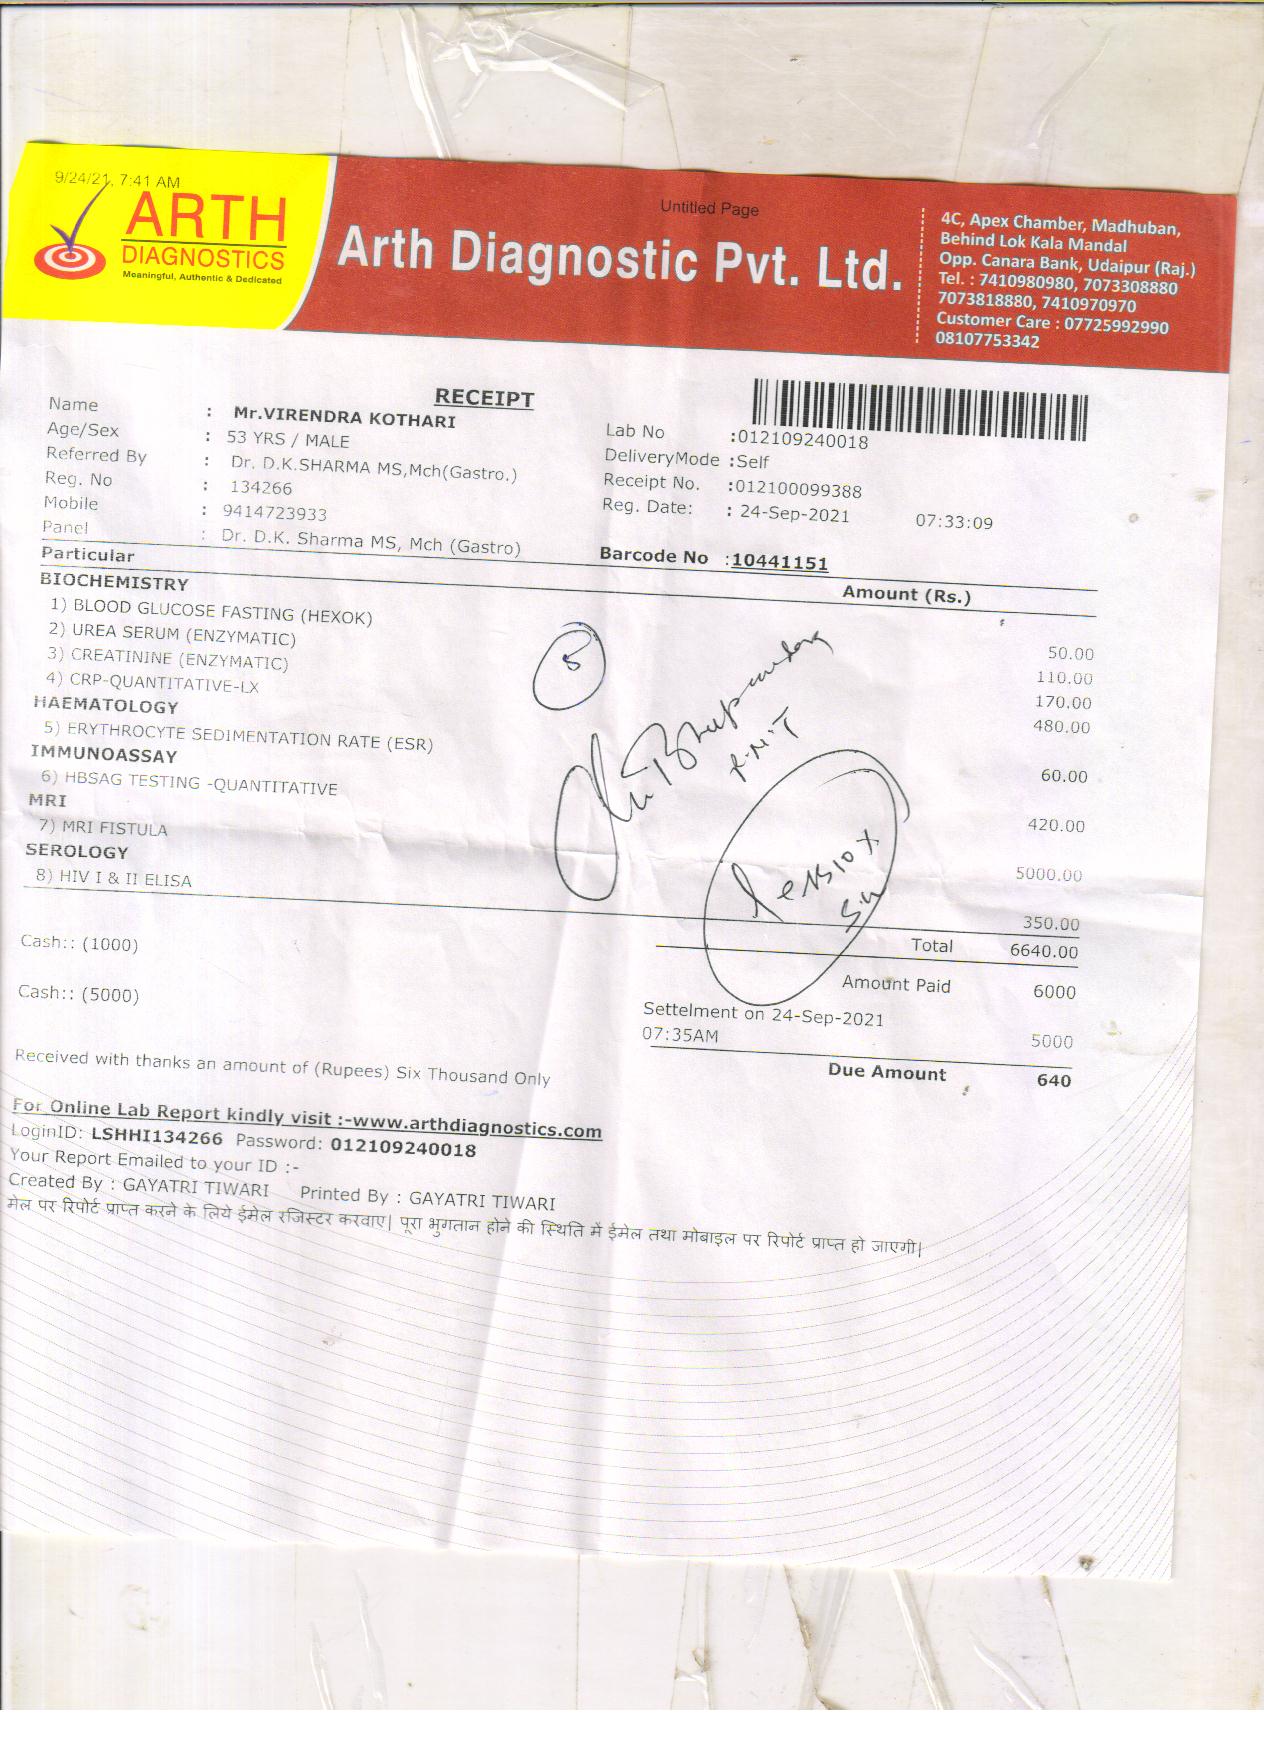 9/24/21, 7:41 AM
Untitled Page
ARTH
DIAGNOSTICS
Meaningful, Authentic & Dedicated
Arth Diagnostic Pvt. Ltd.
4C, Apex Chamber, Madhuban,
Behind Lok Kala Mandal
Opp. Canara Bank, Udaipur (Raj.)
Tel. : 7410980980, 7073308880
7073818880, 7410970970
Customer Care : 07725992990
08107753342
RECEIPT
Name : Mr.VIRENDRA KOTHARI
Age/Sex : 53 YRS / MALE
Referred By : Dr. D.K.SHARMA MS,Mch(Gastro.)
Reg. No : 134266
Mobile : 9414723933
Panel : Dr. D.K. Sharma MS, Mch (Gastro)
Lab No :012109240018
DeliveryMode :Self
Receipt No. :012100099388
Reg. Date: : 24-Sep-2021 07:33:09
Barcode No :10441151
Particular Amount (Rs.)
BIOCHEMISTRY
1) BLOOD GLUCOSE FASTING (HEXOK) 50.00
2) UREA SERUM (ENZYMATIC) 110.00
3) CREATININE (ENZYMATIC) 170.00
4) CRP-QUANTITATIVE-LX 480.00
HAEMATOLOGY
5) ERYTHROCYTE SEDIMENTATION RATE (ESR) 60.00
IMMUNOASSAY
6) HBSAG TESTING -QUANTITATIVE 420.00
MRI
7) MRI FISTULA 5000.00
SEROLOGY
8) HIV I & II ELISA 350.00
R.N.T
Total 6640.00
Cash:: (1000)
Amount Paid 6000
Cash:: (5000)
Settelment on 24-Sep-2021
07:35AM 5000
Due Amount 640
Received with thanks an amount of (Rupees) Six Thousand Only
For Online Lab Report kindly visit :-www.arthdiagnostics.com
LoginID: LSHHI134266 Password: 012109240018
Your Report Emailed to your ID :-
Created By : GAYATRI TIWARI Printed By : GAYATRI TIWARI
मेल पर रिपोर्ट प्राप्त करने के लिये ईमेल रजिस्टर करवाए| पूरा भुगतान होने की स्थिति में ईमेल तथा मोबाइल पर रिपोर्ट प्राप्त हो जाएगी|